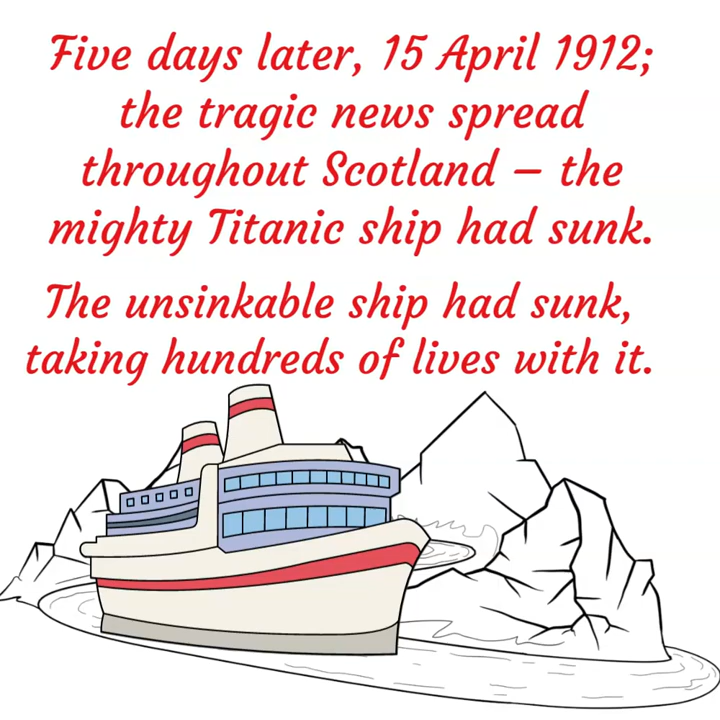 Five days later, 15 April 1912;
the tragic news spread
throughout Scotland – the
mighty Titanic ship had sunk.
The unsinkable ship had sunk,
taking hundreds of lives with it.